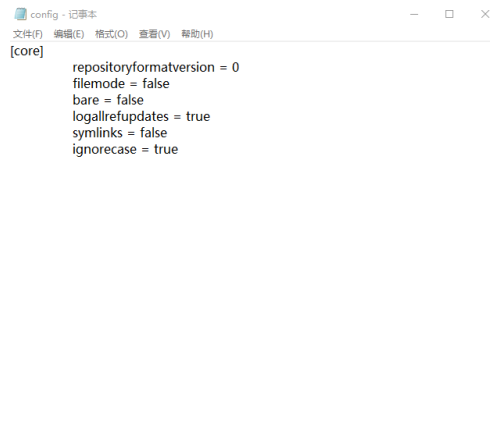 config - 记事本
文件(F) 编辑(E) 格式(O) 查看(V) 帮助(H)
[core]
repositoryformatversion = 0
filemode = false
bare = false
logallrefupdates = true
symlinks = false
ignorecase = true